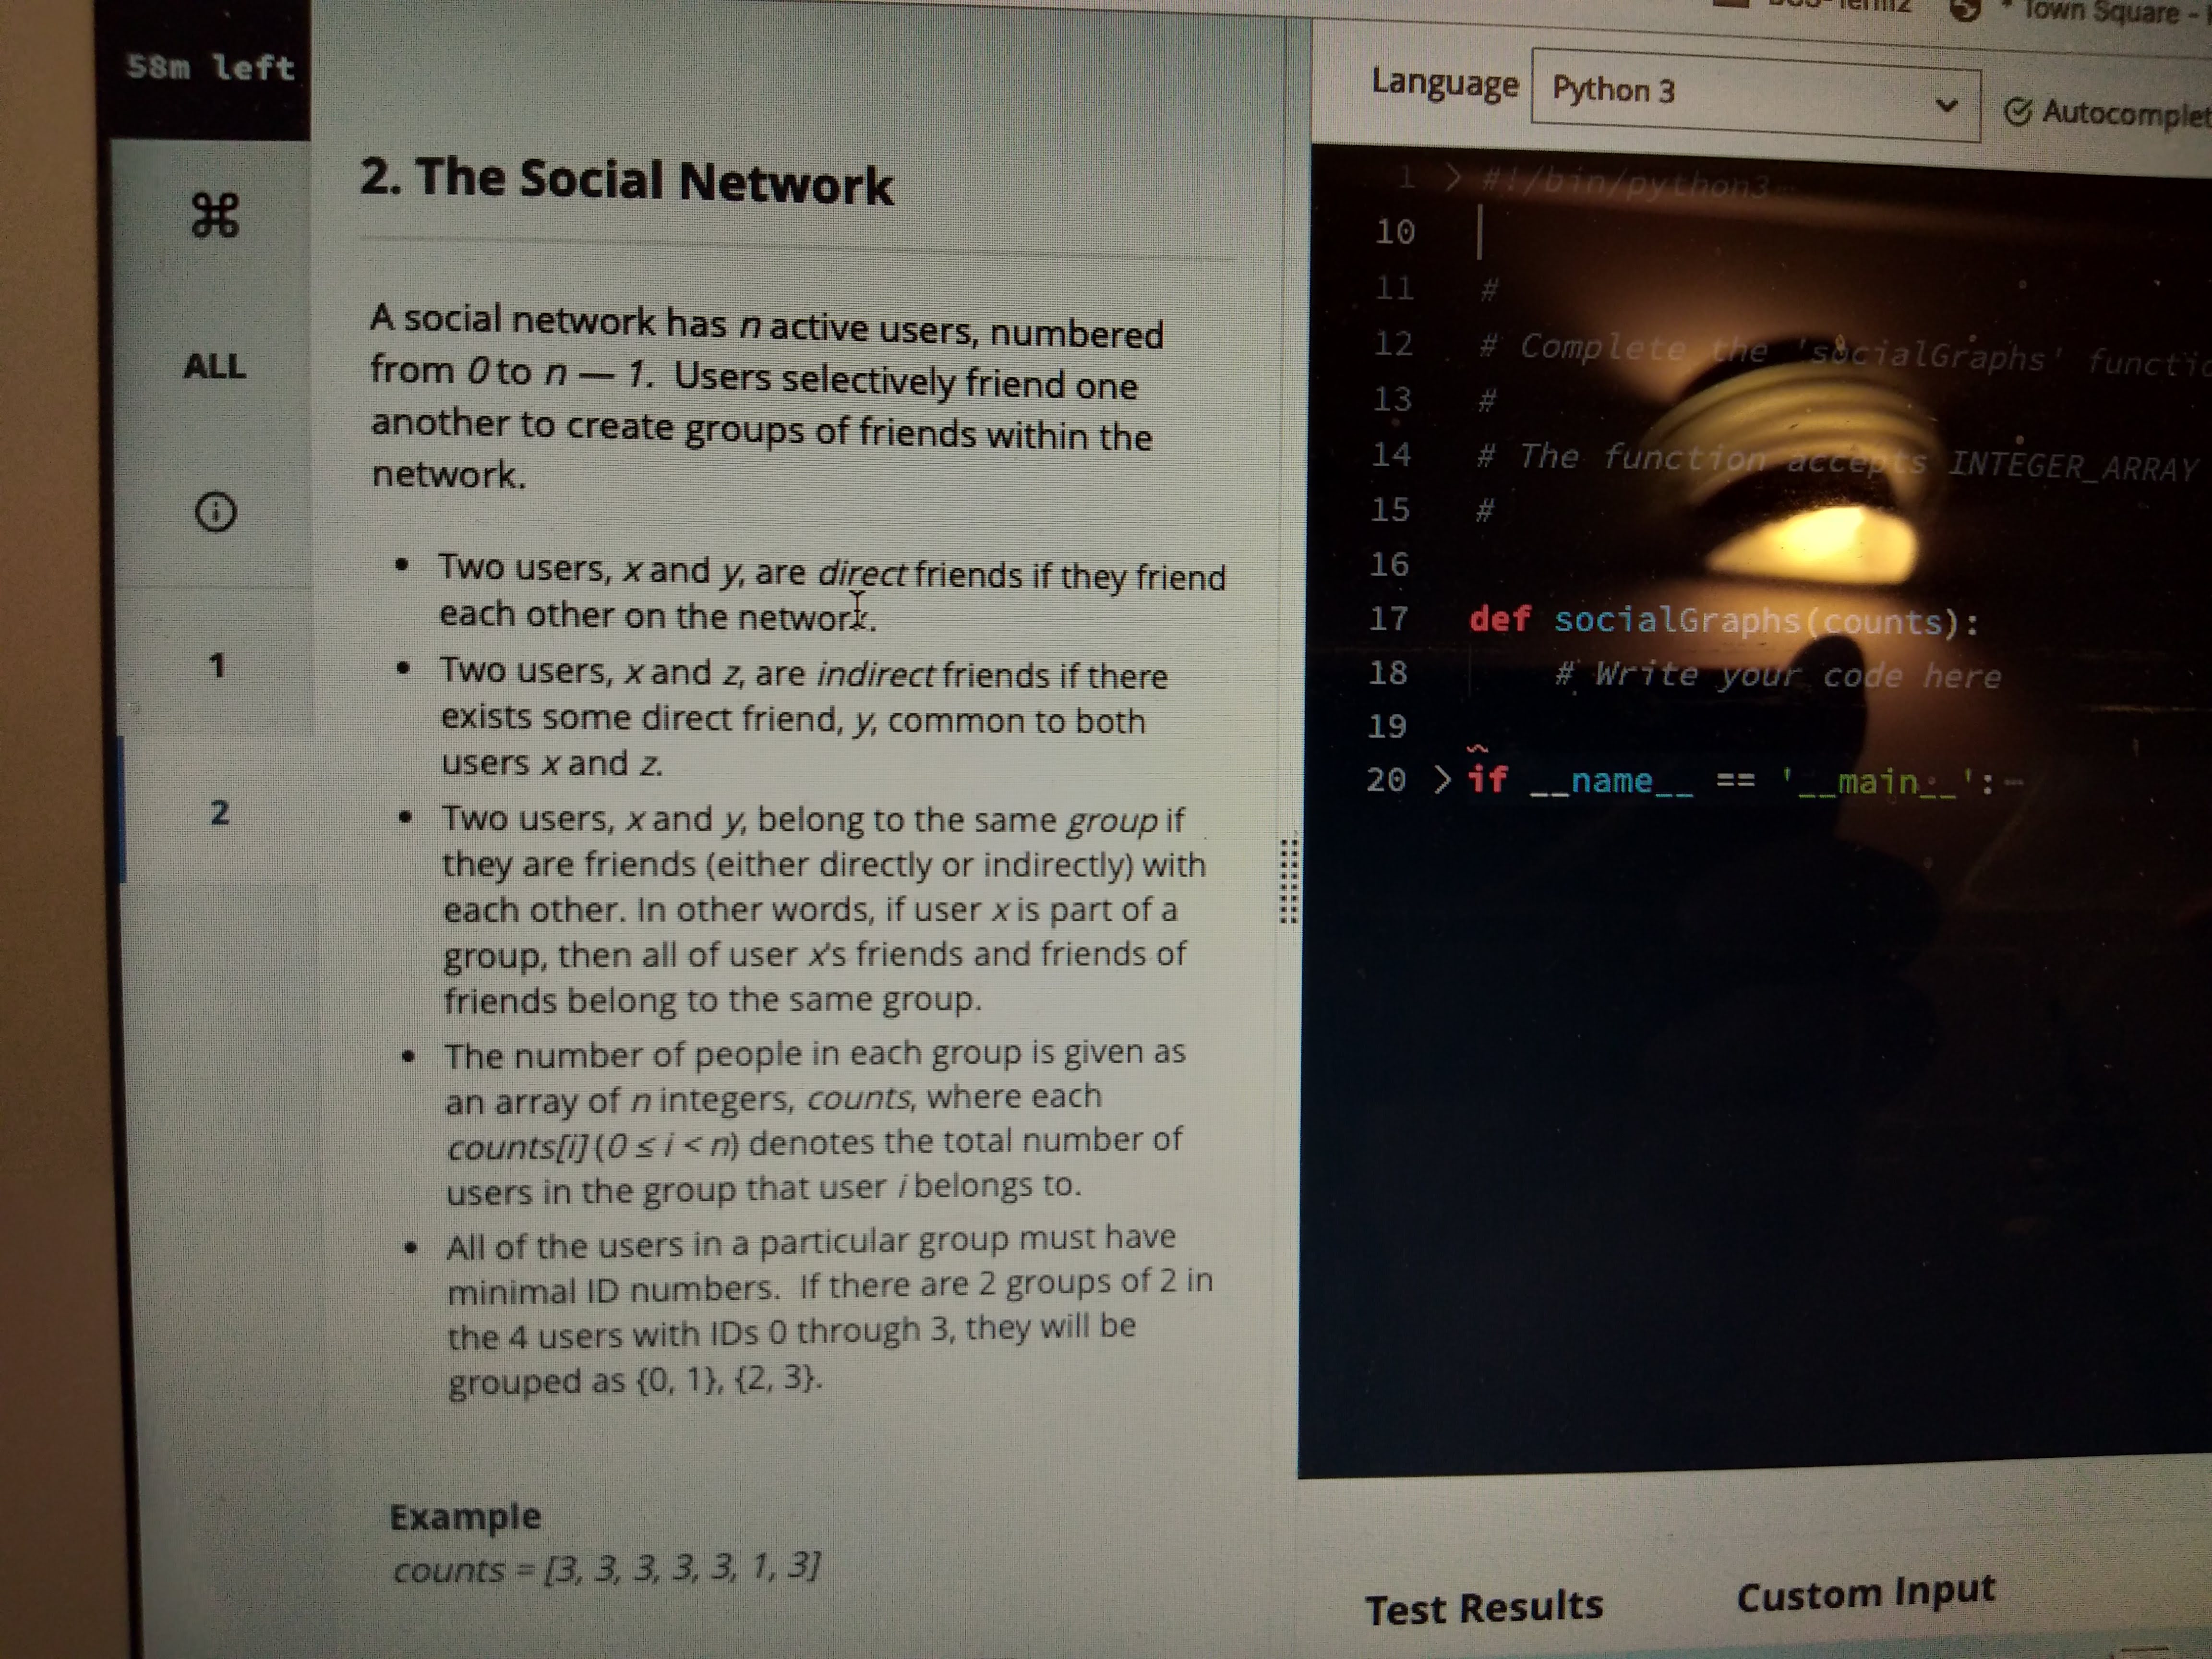 58m left
ALL
1
2
2. The Social Network
A social network has n active users, numbered
from 0 to n — 1. Users selectively friend one
another to create groups of friends within the
network.
• Two users, x and y, are direct friends if they friend
each other on the network.
• Two users, x and z, are indirect friends if there
exists some direct friend, y, common to both
users x and z.
• Two users, x and y, belong to the same group if
they are friends (either directly or indirectly) with
each other. In other words, if user x is part of a
group, then all of user x's friends and friends of
friends belong to the same group.
• The number of people in each group is given as
an array of n integers, counts, where each
counts[i] (0 ≤ i < n) denotes the total number of
users in the group that user i belongs to.
• All of the users in a particular group must have
minimal ID numbers. If there are 2 groups of 2 in
the 4 users with IDs 0 through 3, they will be
grouped as {0, 1}, {2, 3}.
Example
counts = [3, 3, 3, 3, 3, 1, 3]
Town Square -
Language Python 3 Autocomplet
1 > #!/bin/python3
10
11 #
12 # Complete the 'socialGraphs' functio
13 #
14 # The function accepts INTEGER_ARRAY
15 #
16
17 def socialGraphs(counts):
18 # Write your code here
19
20 > if __name__ == '__main__':
Test Results Custom Input